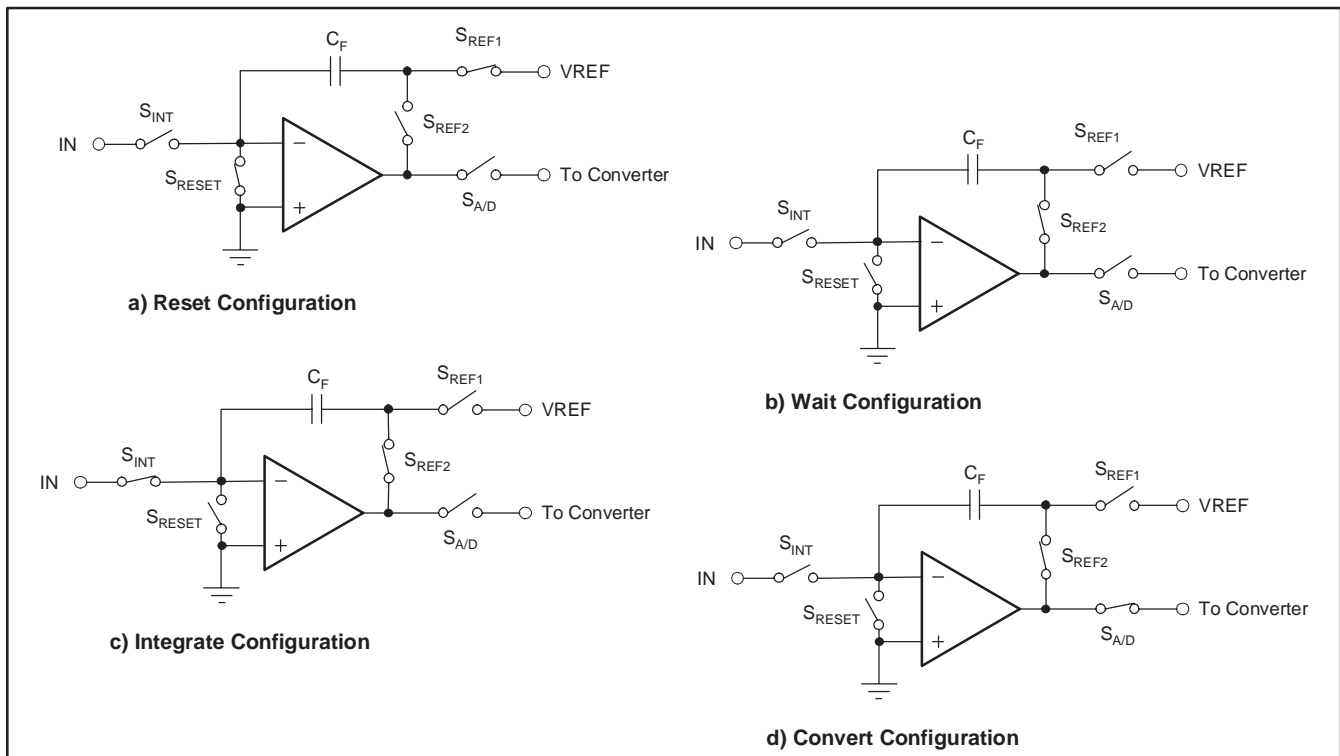 C_F
S_REF1
VREF
S_INT
IN
S_REF2
S_RESET
−
+
To Converter
S_A/D
a) Reset Configuration
C_F
S_REF1
VREF
S_INT
IN
S_REF2
S_RESET
−
+
To Converter
S_A/D
b) Wait Configuration
C_F
S_REF1
VREF
S_INT
IN
S_REF2
S_RESET
−
+
To Converter
S_A/D
c) Integrate Configuration
C_F
S_REF1
VREF
S_INT
IN
S_REF2
S_RESET
−
+
To Converter
S_A/D
d) Convert Configuration